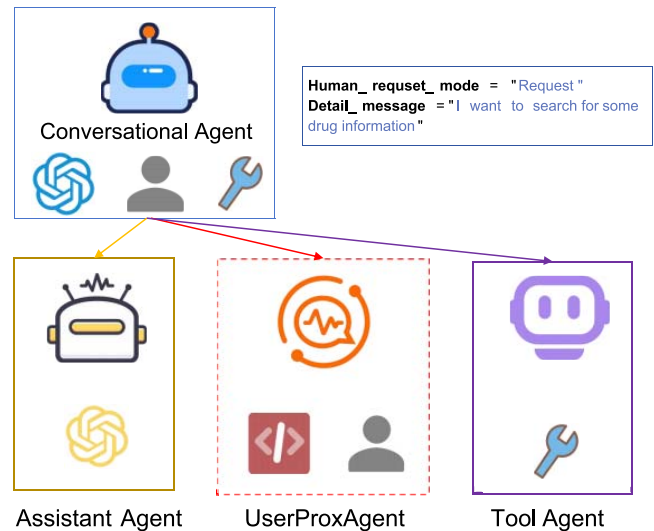 Human_ requset_ mode = "Request "
Detail_ message ="I want to search for some
drug information"
Conversational Agent
</>
Assistant Agent
UserProxAgent
Tool Agent